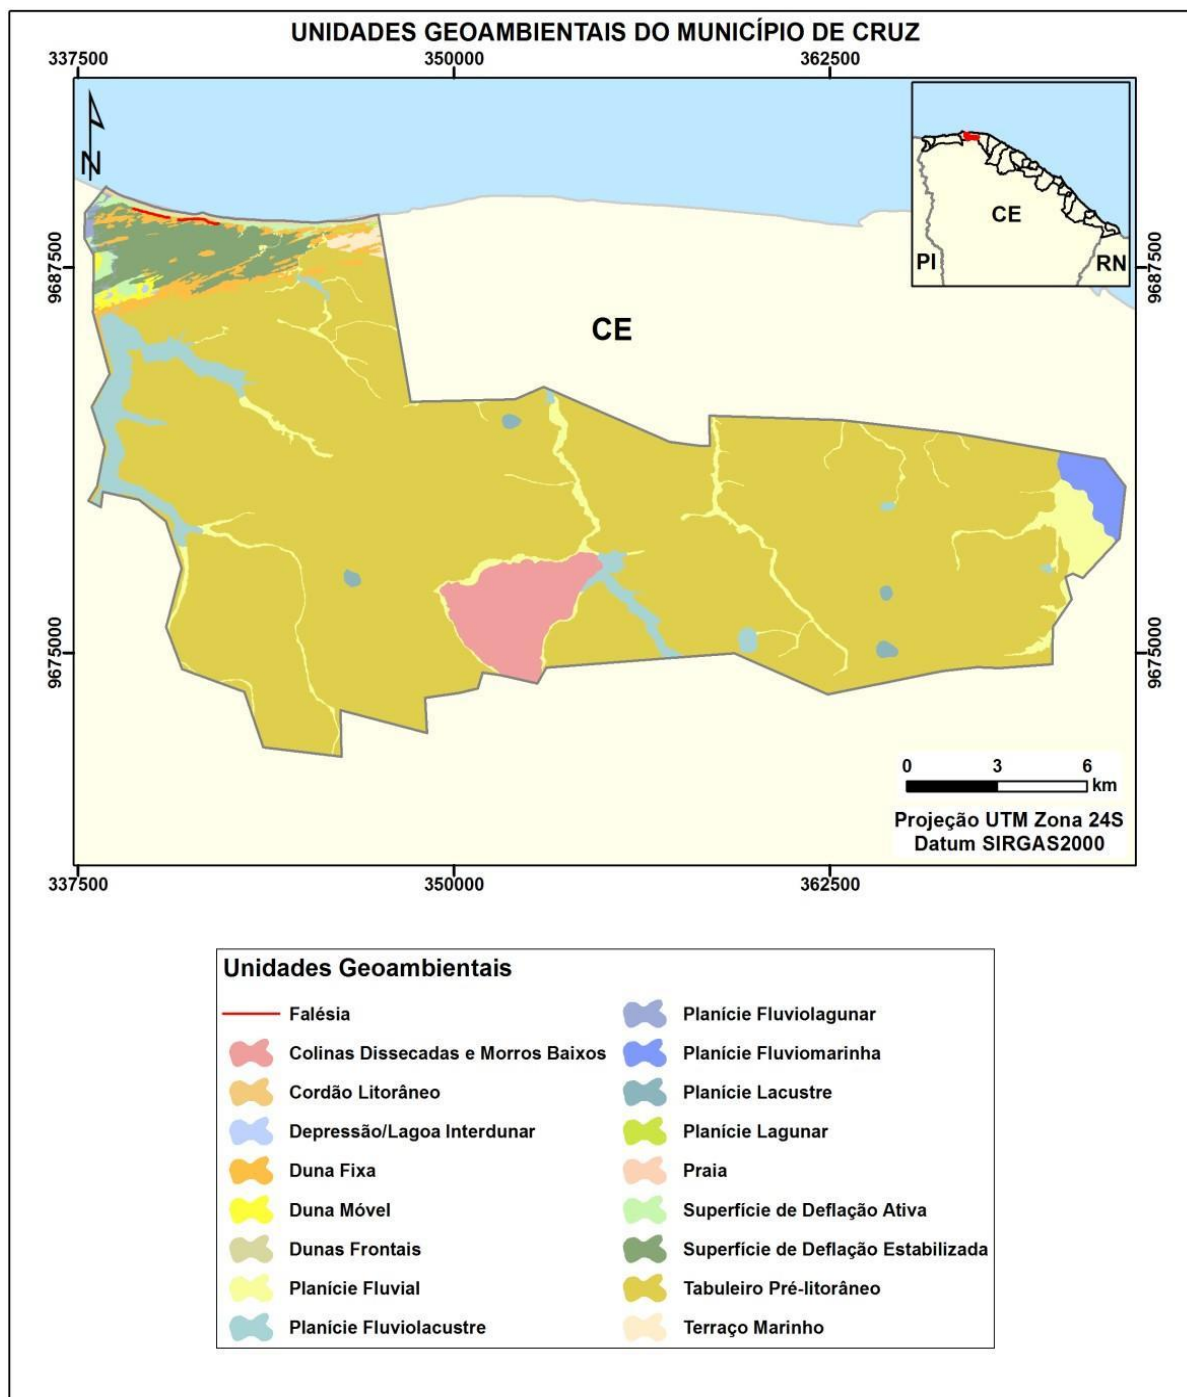 UNIDADES GEOAMBIENTAIS DO MUNICÍPIO DE CRUZ
337500 350000 362500
N
CE
PI
RN
9687500
9687500
CE
9675000
9675000
0 3 6
km
Projeção UTM Zona 24S
Datum SIRGAS2000
337500 350000 362500
Unidades Geoambientais
Falésia
Colinas Dissecadas e Morros Baixos
Cordão Litorâneo
Depressão/Lagoa Interdunar
Duna Fixa
Duna Móvel
Dunas Frontais
Planície Fluvial
Planície Fluviolacustre
Planície Fluviolagunar
Planície Fluviomarinha
Planície Lacustre
Planície Lagunar
Praia
Superfície de Deflação Ativa
Superfície de Deflação Estabilizada
Tabuleiro Pré-litorâneo
Terraço Marinho